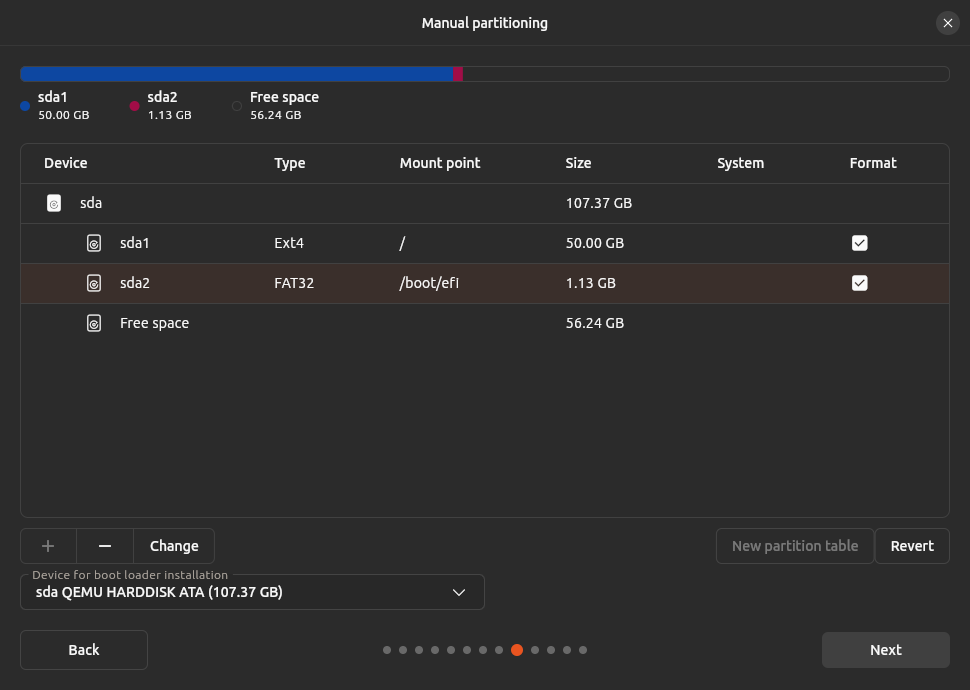 Manual partitioning
sda1
50.00 GB
sda2
1.13 GB
Free space
56.24 GB
Device Type Mount point Size System Format
sda 107.37 GB
sda1 Ext4 / 50.00 GB
sda2 FAT32 /boot/efi 1.13 GB
Free space 56.24 GB
Change New partition table Revert
Device for boot loader installation
sda QEMU HARDDISK ATA (107.37 GB)
Back Next